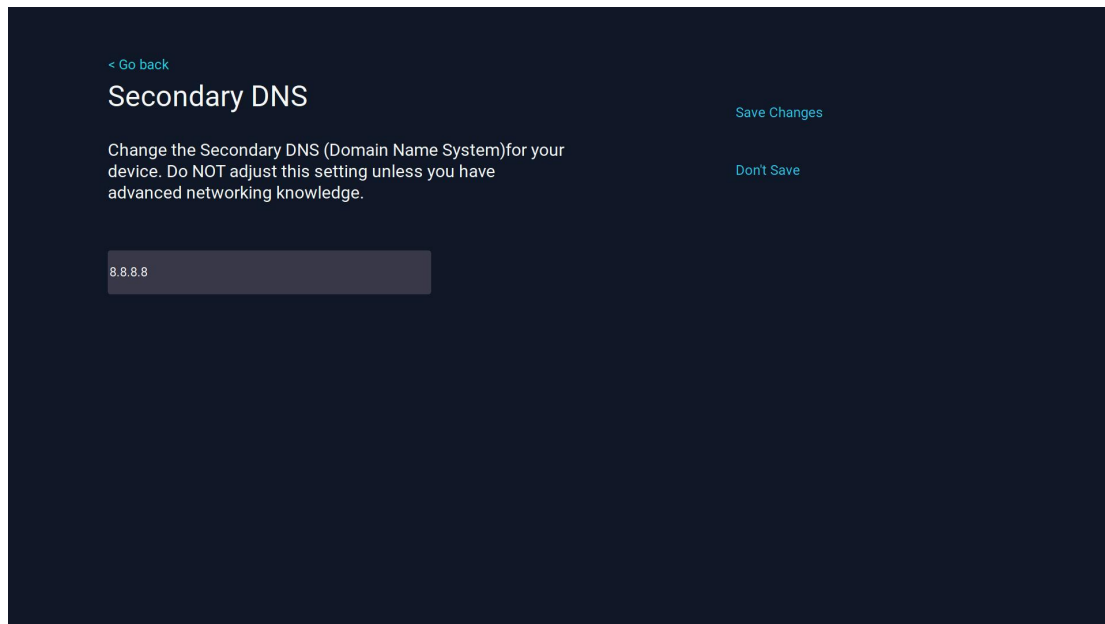 < Go back
Secondary DNS
Change the Secondary DNS (Domain Name System)for your
device. Do NOT adjust this setting unless you have
advanced networking knowledge.
8.8.8.8
Save Changes
Don't Save